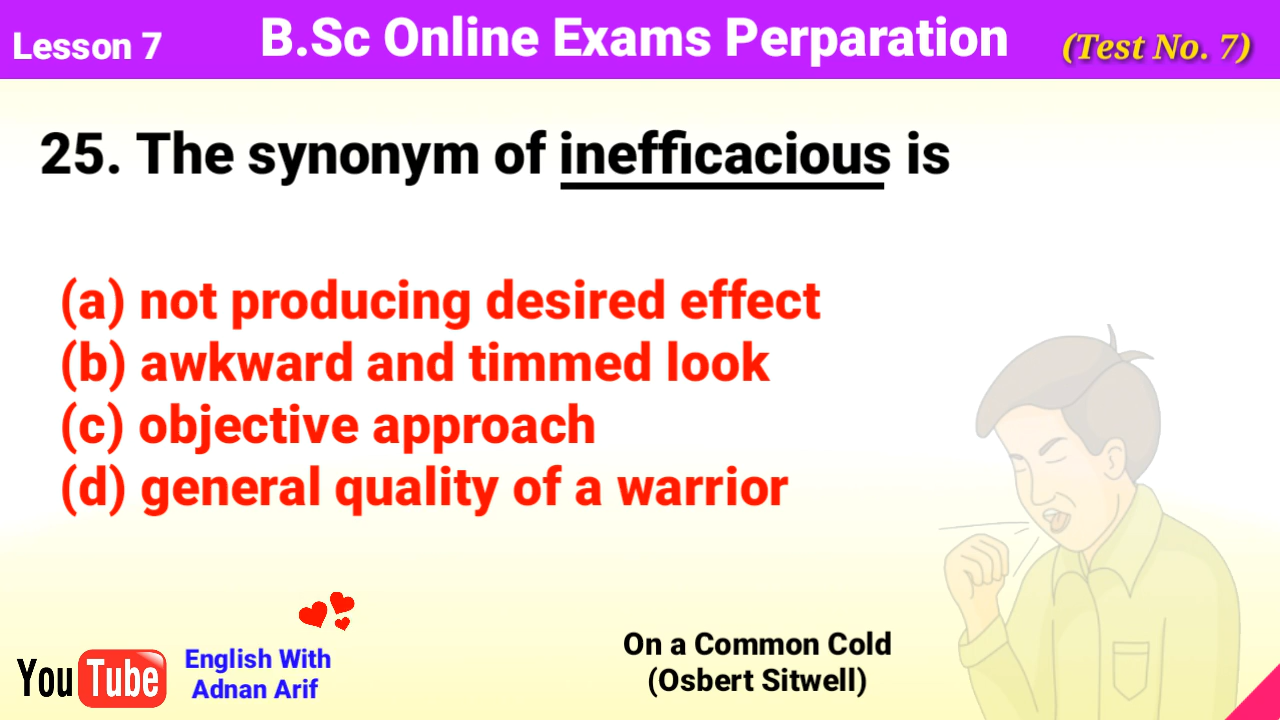 Lesson 7
B.Sc Online Exams Perparation
(Test No. 7)
25. The synonym of inefficacious is
(a) not producing desired effect
(b) awkward and timmed look
(c) objective approach
(d) general quality of a warrior
YouTube
English With
Adnan Arif
On a Common Cold
(Osbert Sitwell)